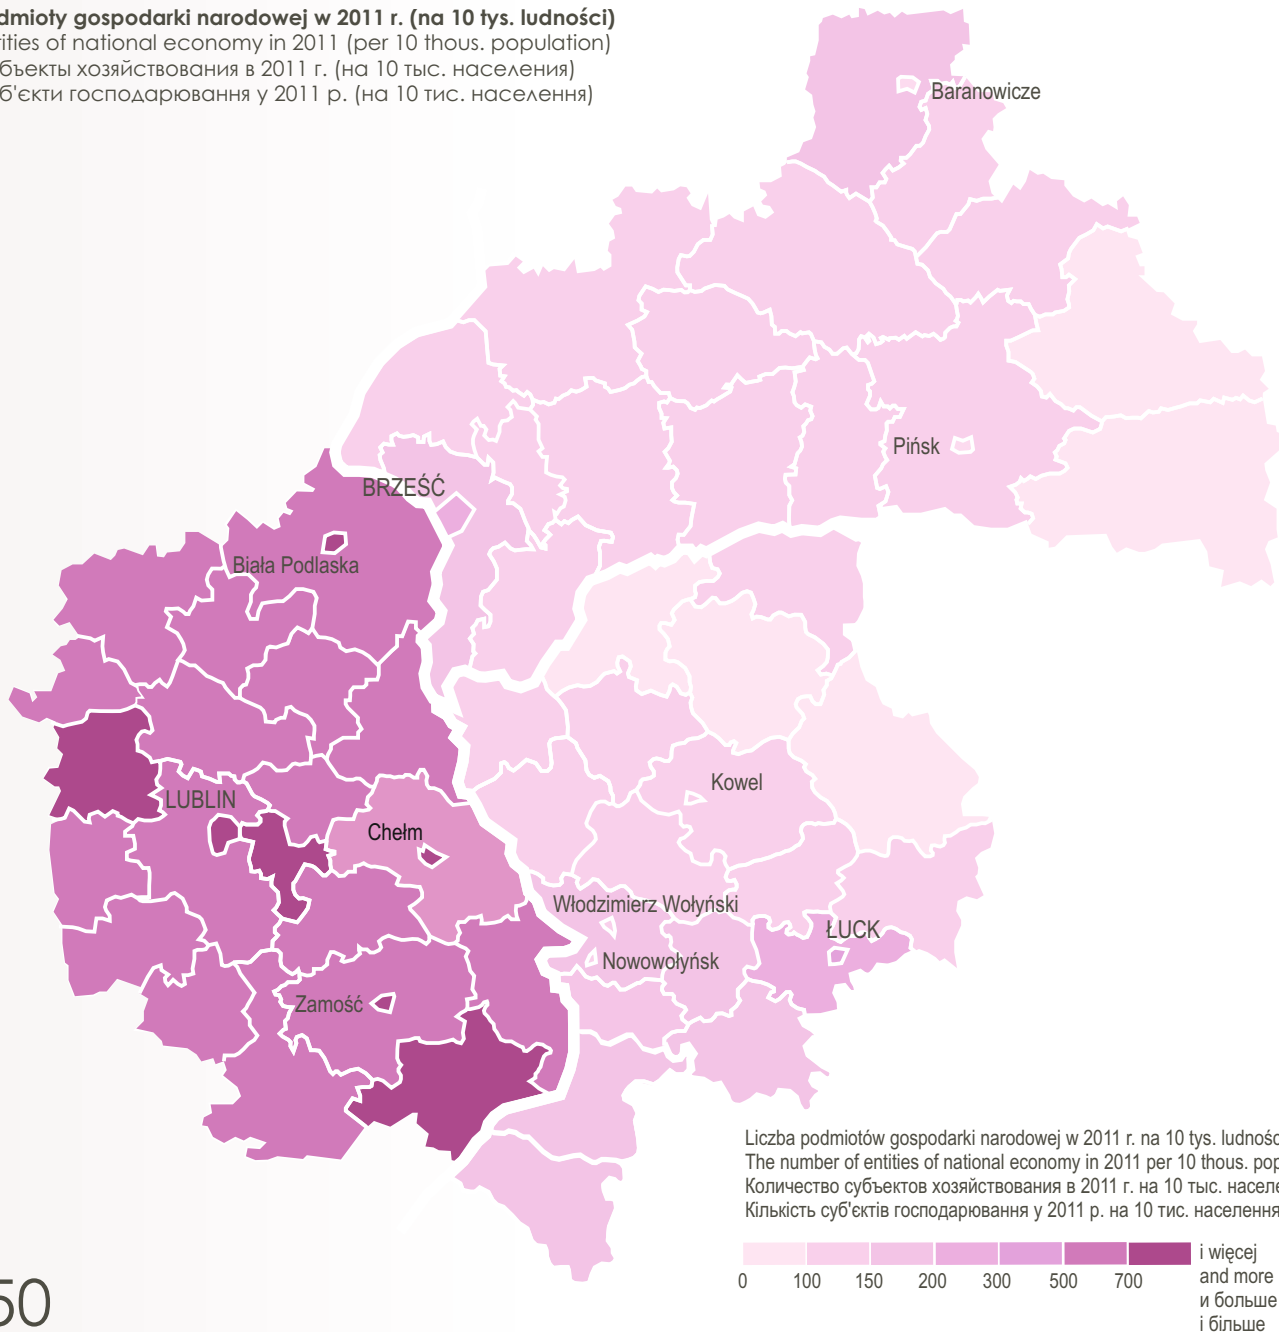 dmioty gospodarki narodowej w 2011 r. (na 10 tys. ludności)
tities of national economy in 2011 (per 10 thous. population)
бъекты хозяйствования в 2011 г. (на 10 тыс. населения)
б'єкти господарювання у 2011 р. (на 10 тис. населення)
Baranowicze
Pińsk
BRZEŚĆ
Biała Podlaska
Kowel
LUBLIN
Chełm
Włodzimierz Wołyński
ŁUCK
Nowowołyńsk
Zamość
Liczba podmiotów gospodarki narodowej w 2011 r. na 10 tys. ludnośc
The number of entities of national economy in 2011 per 10 thous. pop
Количество субъектов хозяйствования в 2011 г. на 10 тыс. населе
Кількість суб'єктів господарювання у 2011 р. на 10 тис. населення
0 100 150 200 300 500 700
i więcej
and more
и больше
і більше
50